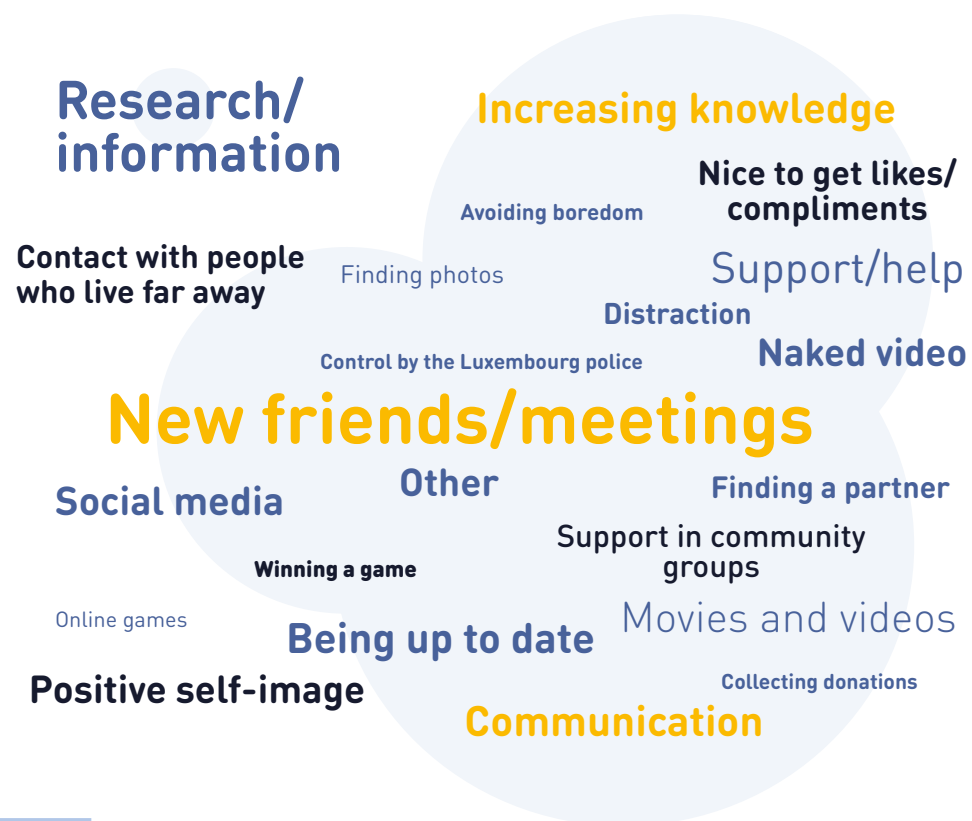 Research/
information
Increasing knowledge
Nice to get likes/
compliments
Avoiding boredom
Contact with people
who live far away
Finding photos
Support/help
Distraction
Control by the Luxembourg police
Naked video
New friends/meetings
Social media
Other
Finding a partner
Support in community
groups
Winning a game
Online games
Being up to date
Movies and videos
Positive self-image
Collecting donations
Communication